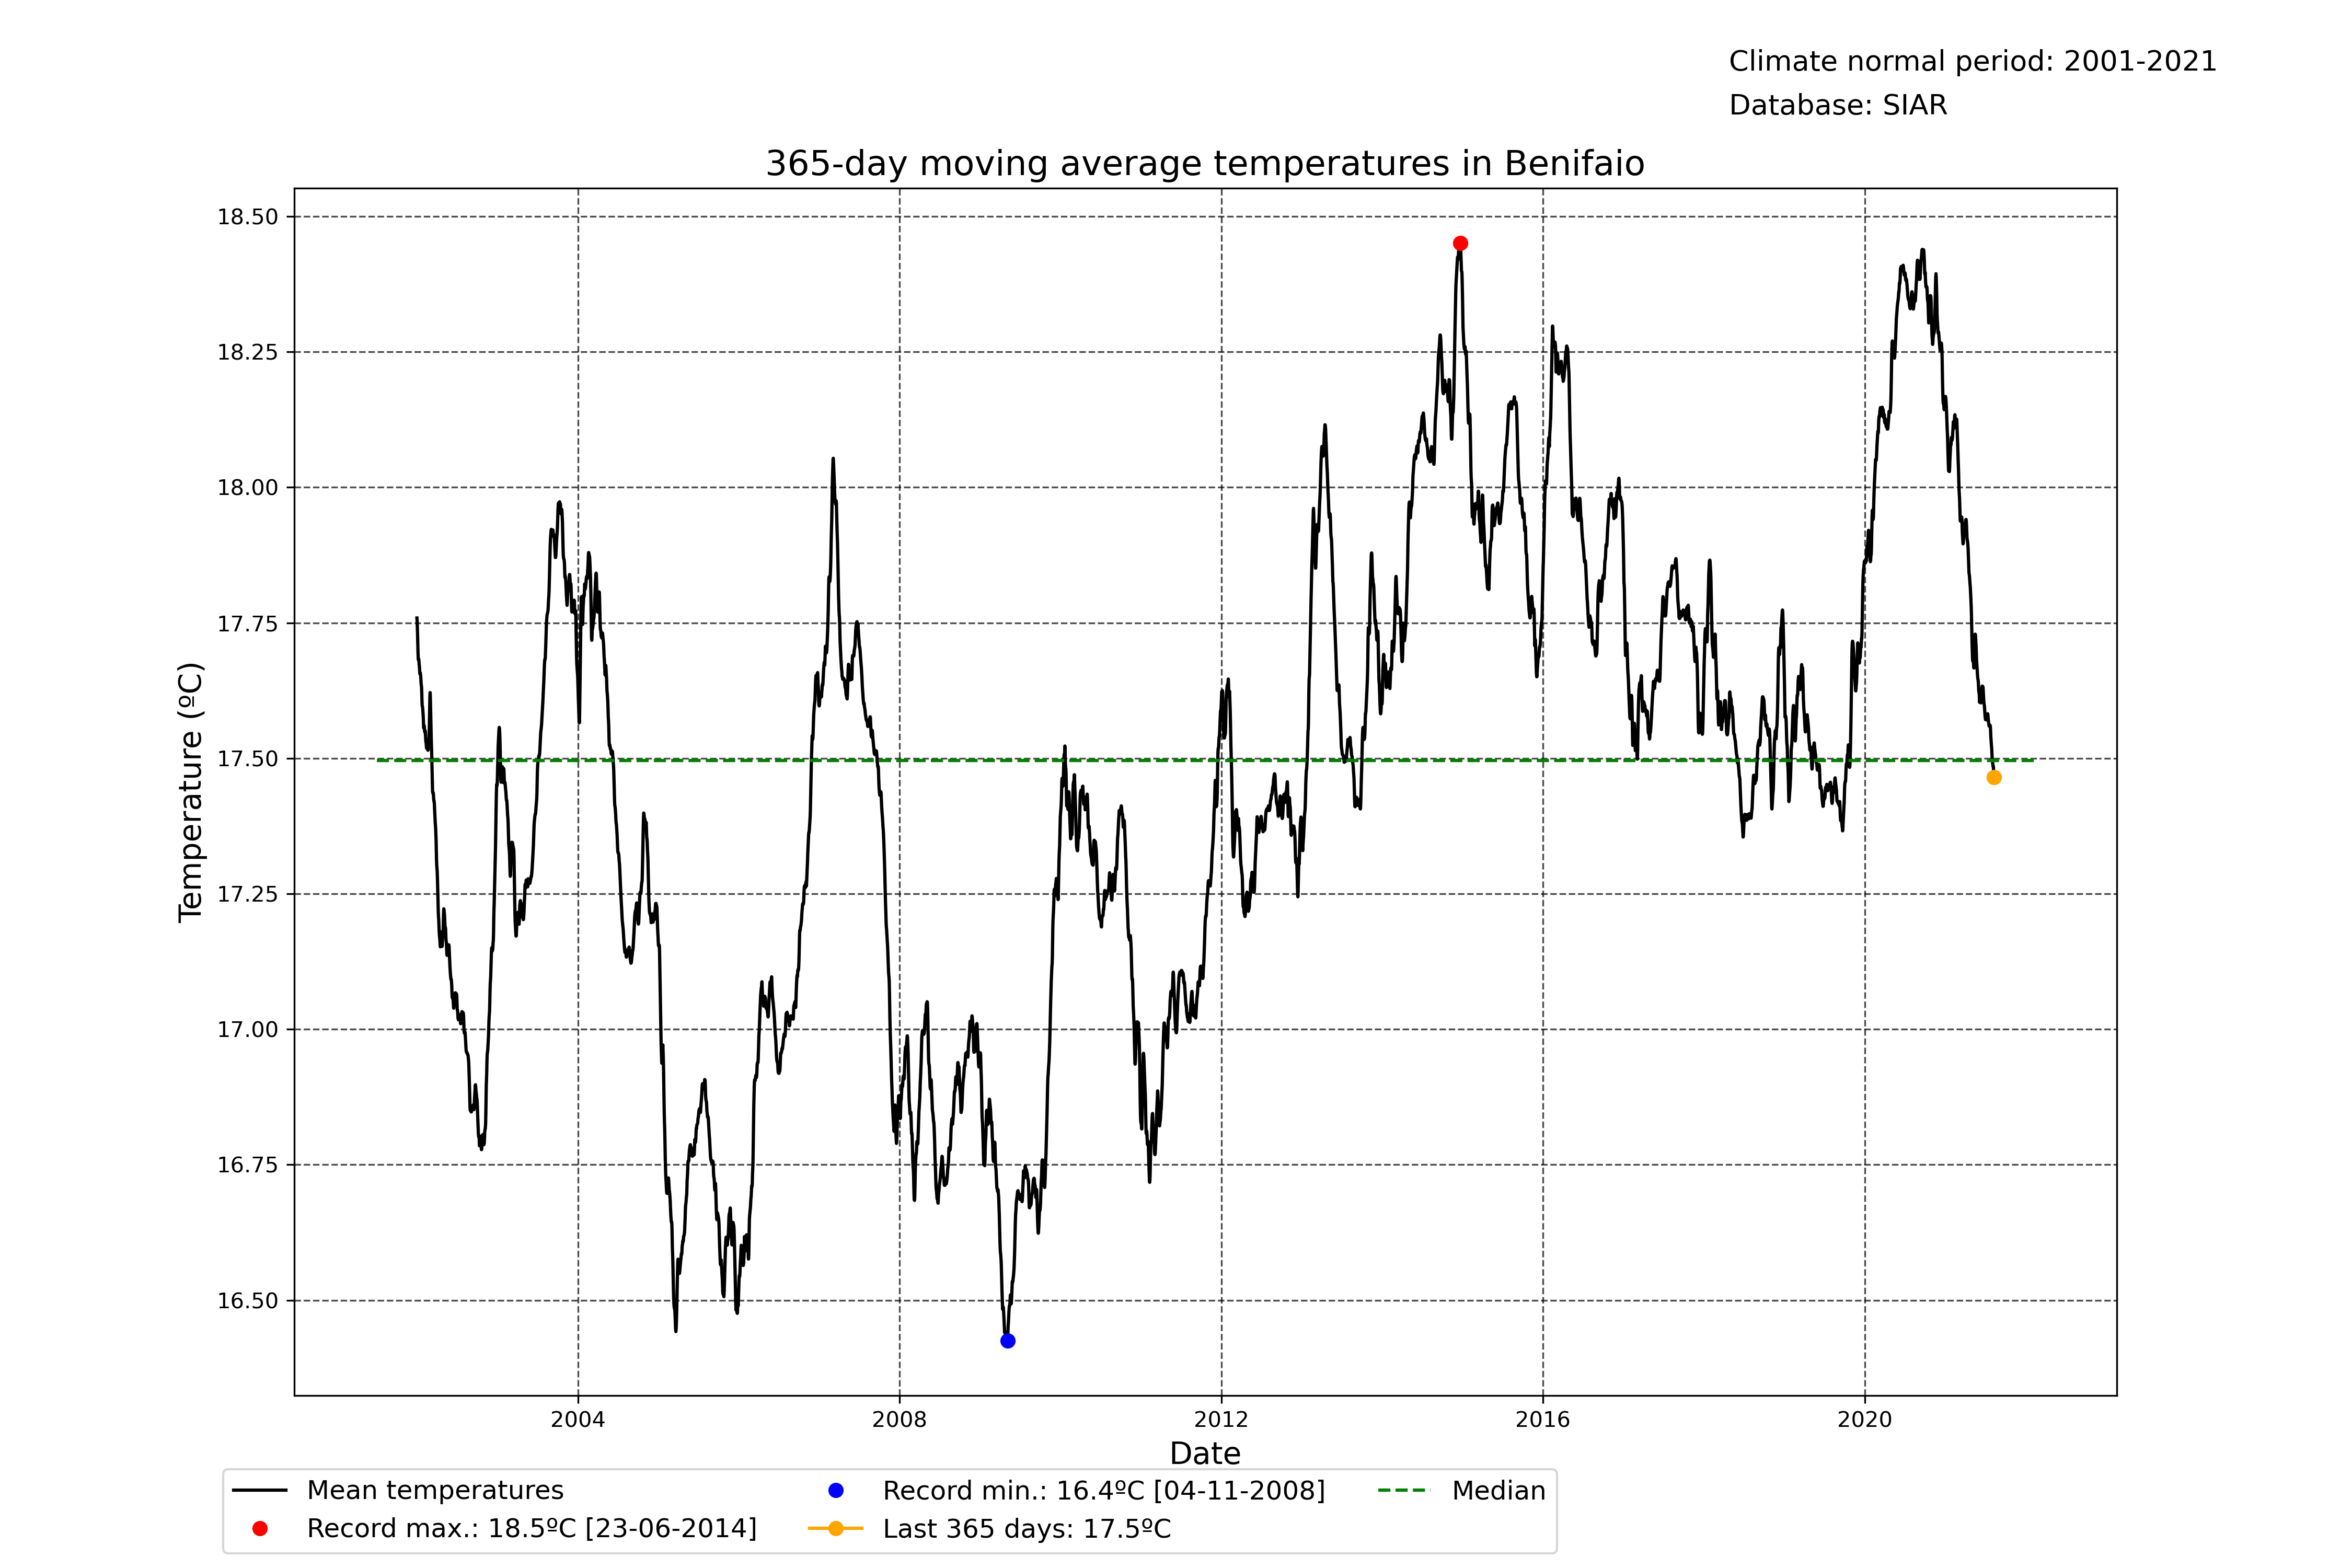 Climate normal period: 2001-2021
Database: SIAR
365-day moving average temperatures in Benifaio
18.50
18.25
18.00
17.75
17.50
17.25
17.00
16.75
16.50
Temperature (ºC)
2004 2008 2012 2016 2020
Date
Mean temperatures
Record max.: 18.5ºC [23-06-2014]
Record min.: 16.4ºC [04-11-2008]
Last 365 days: 17.5ºC
Median